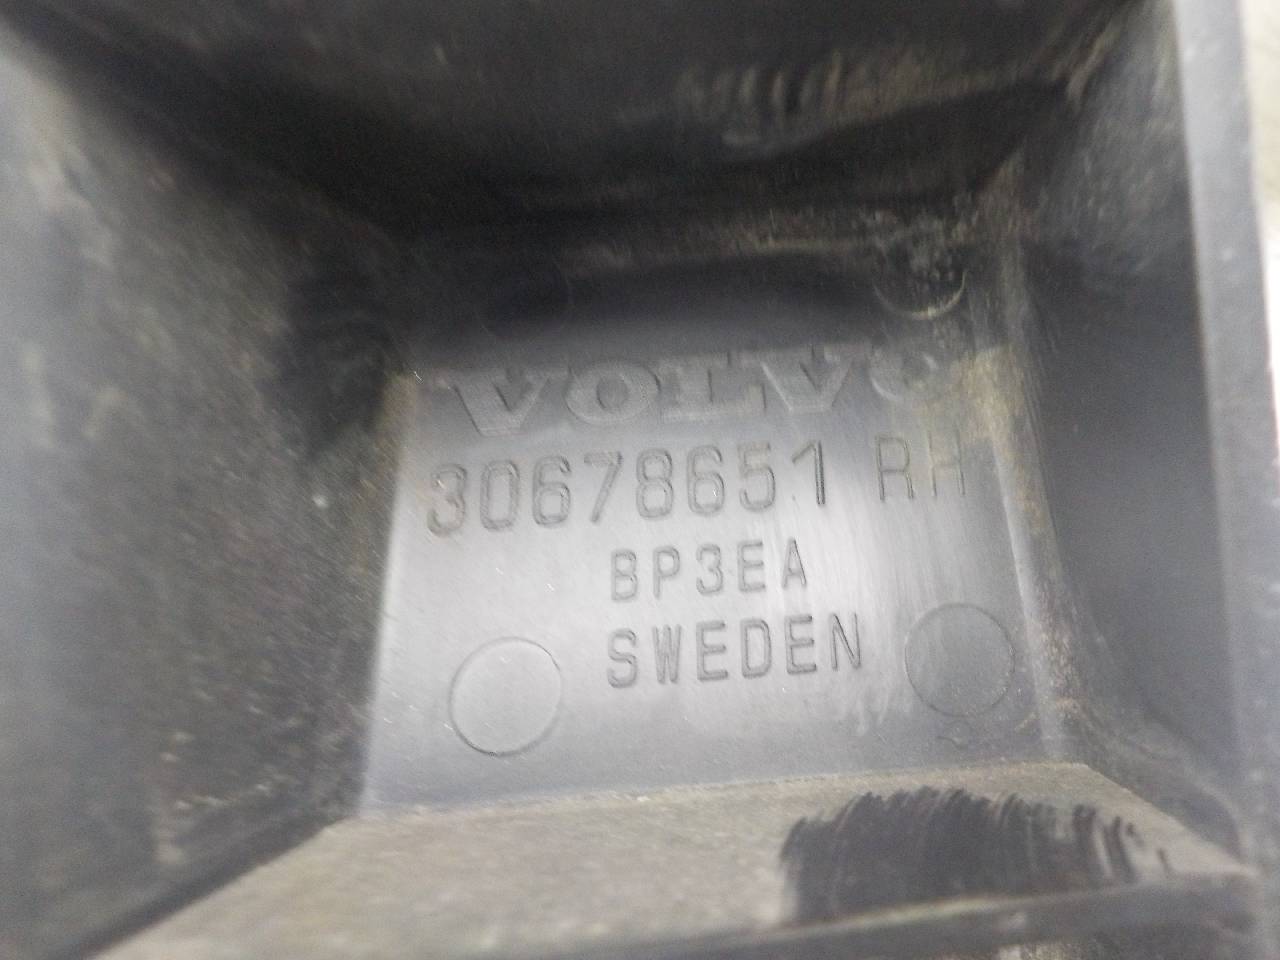 VOLVO
30678651 RH
BP3EA
SWEDEN